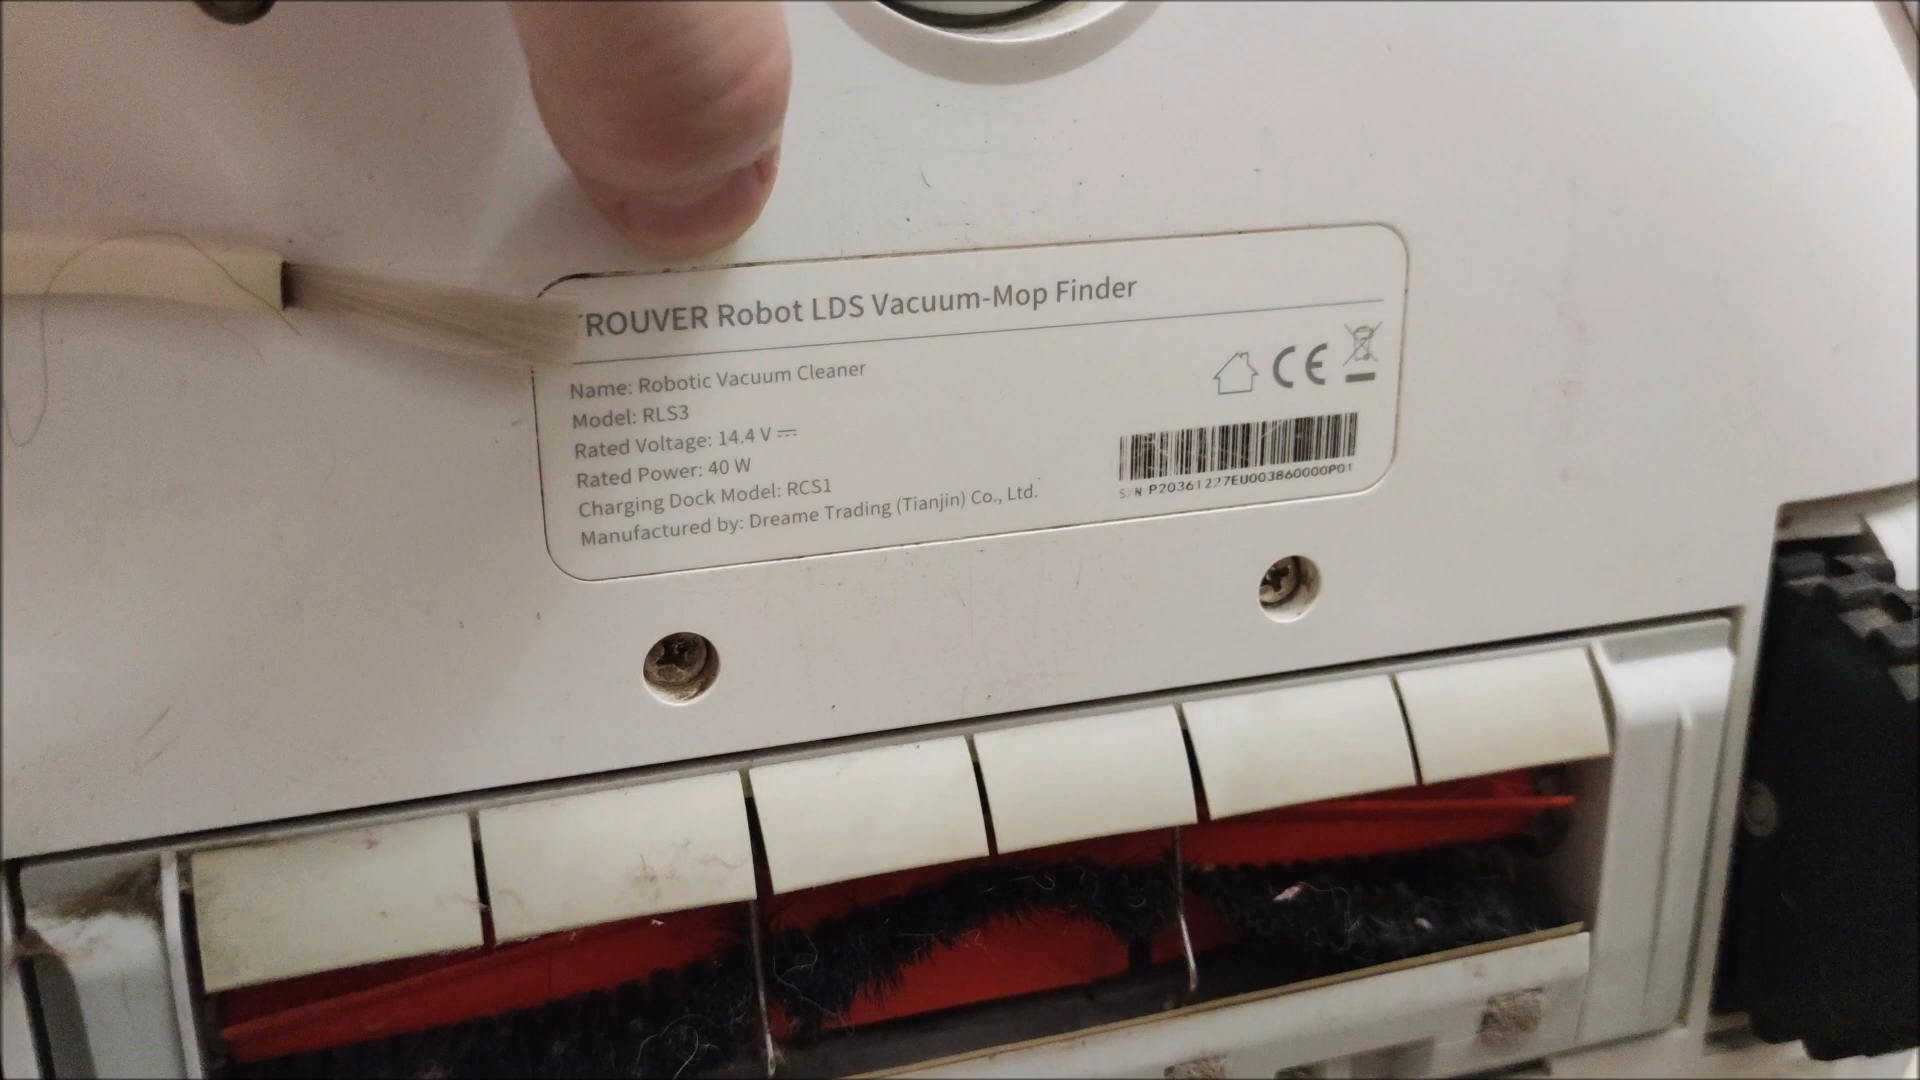 TROUVER Robot LDS Vacuum-Mop Finder
Name: Robotic Vacuum Cleaner
Model: RLS3
Rated Voltage: 14.4 V ⎓
Rated Power: 40 W
Charging Dock Model: RCS1
Manufactured by: Dreame Trading (Tianjin) Co., Ltd.
CE
S/N P20361227EU003860000P01